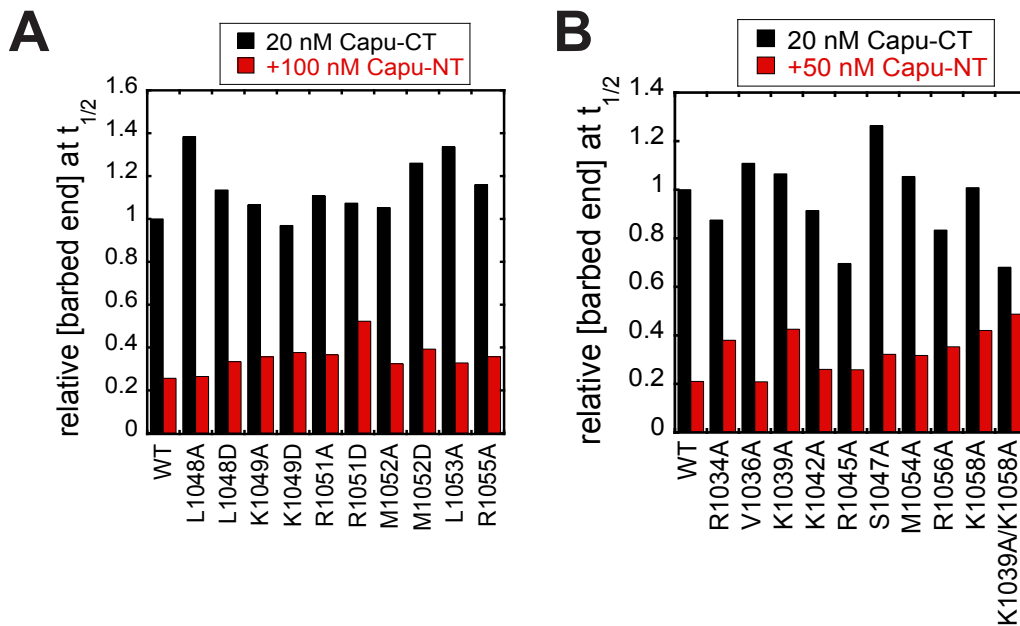 A
20 nM Capu-CT
+100 nM Capu-NT
relative [barbed end] at t1/2
1.6
1.4
1.2
1
0.8
0.6
0.4
0.2
0
WT
L1048A
L1048D
K1049A
K1049D
R1051A
R1051D
M1052A
M1052D
L1053A
R1055A
B
20 nM Capu-CT
+50 nM Capu-NT
relative [barbed end] at t1/2
1.4
1.2
1
0.8
0.6
0.4
0.2
0
WT
R1034A
V1036A
K1039A
K1042A
R1045A
S1047A
M1054A
R1056A
K1058A
K1039A/K1058A